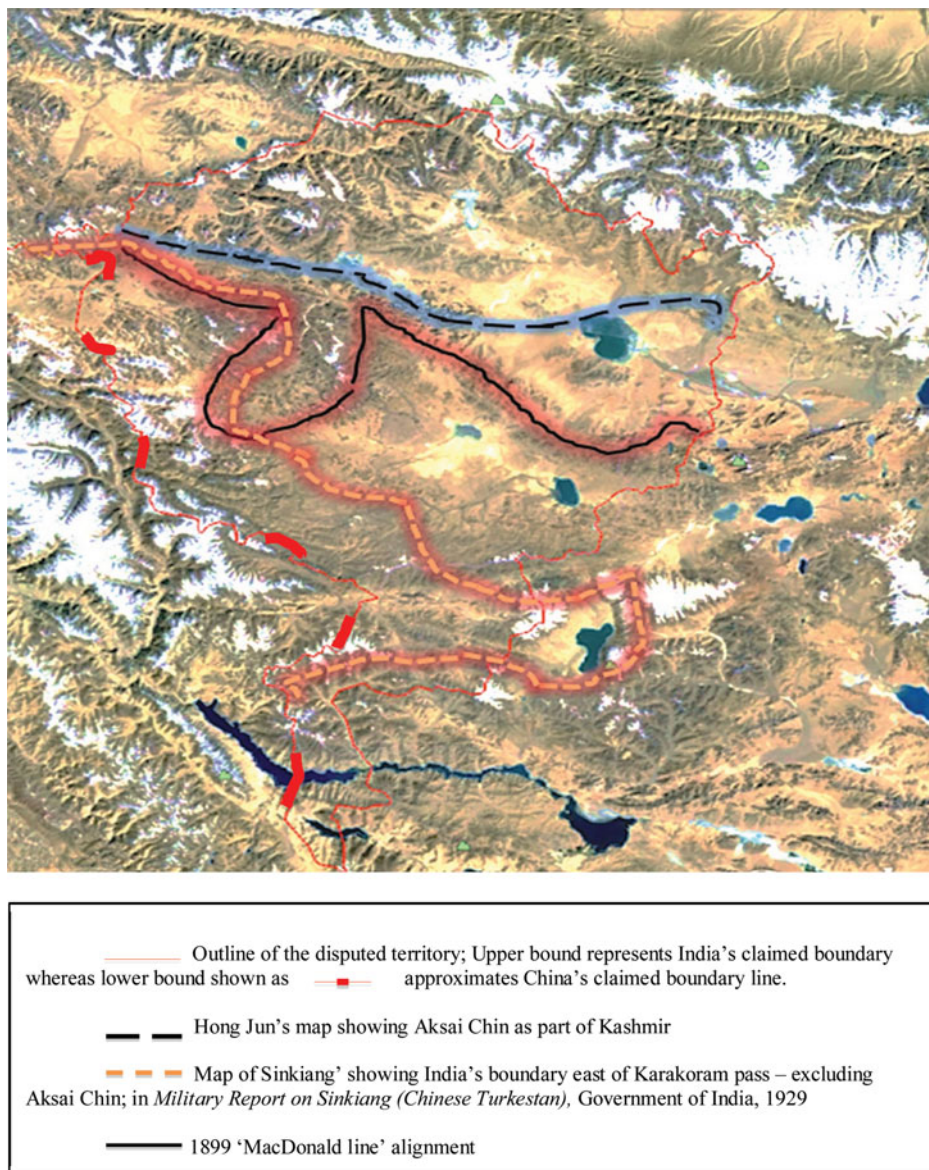 Outline of the disputed territory; Upper bound represents India's claimed boundary
whereas lower bound shown as approximates China's claimed boundary line.
Hong Jun's map showing Aksai Chin as part of Kashmir
Map of Sinkiang' showing India's boundary east of Karakoram pass – excluding
Aksai Chin; in Military Report on Sinkiang (Chinese Turkestan), Government of India, 1929
1899 'MacDonald line' alignment